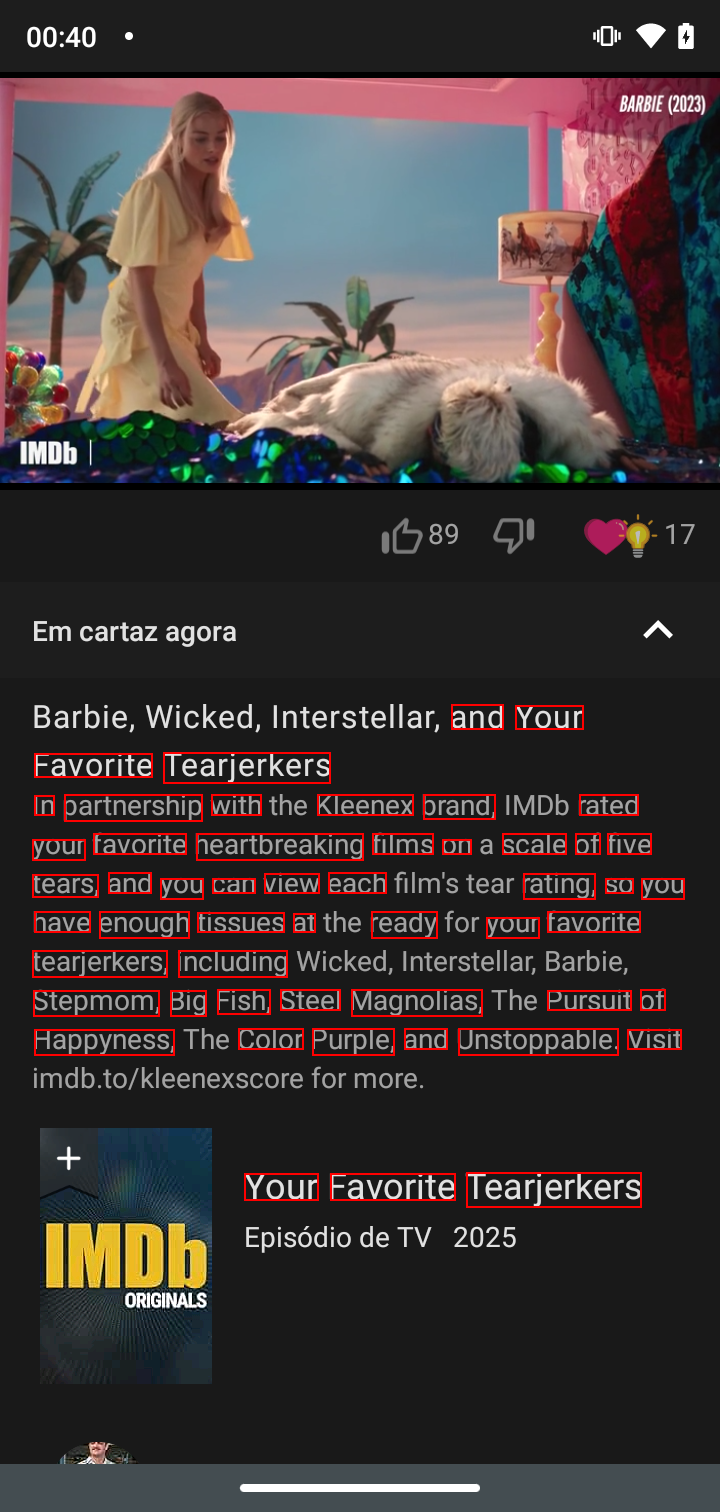 00:40
BARBIE (2023)
IMDb
89
17
Em cartaz agora
Barbie, Wicked, Interstellar, and Your
Favorite Tearjerkers
In partnership with the Kleenex brand, IMDb rated
your favorite heartbreaking films on a scale of five
tears, and you can view each film's tear rating, so you
have enough tissues at the ready for your favorite
tearjerkers, including Wicked, Interstellar, Barbie,
Stepmom, Big Fish, Steel Magnolias, The Pursuit of
Happyness, The Color Purple, and Unstoppable. Visit
imdb.to/kleenexscore for more.
IMDb
ORIGINALS
Your Favorite Tearjerkers
Episódio de TV 2025